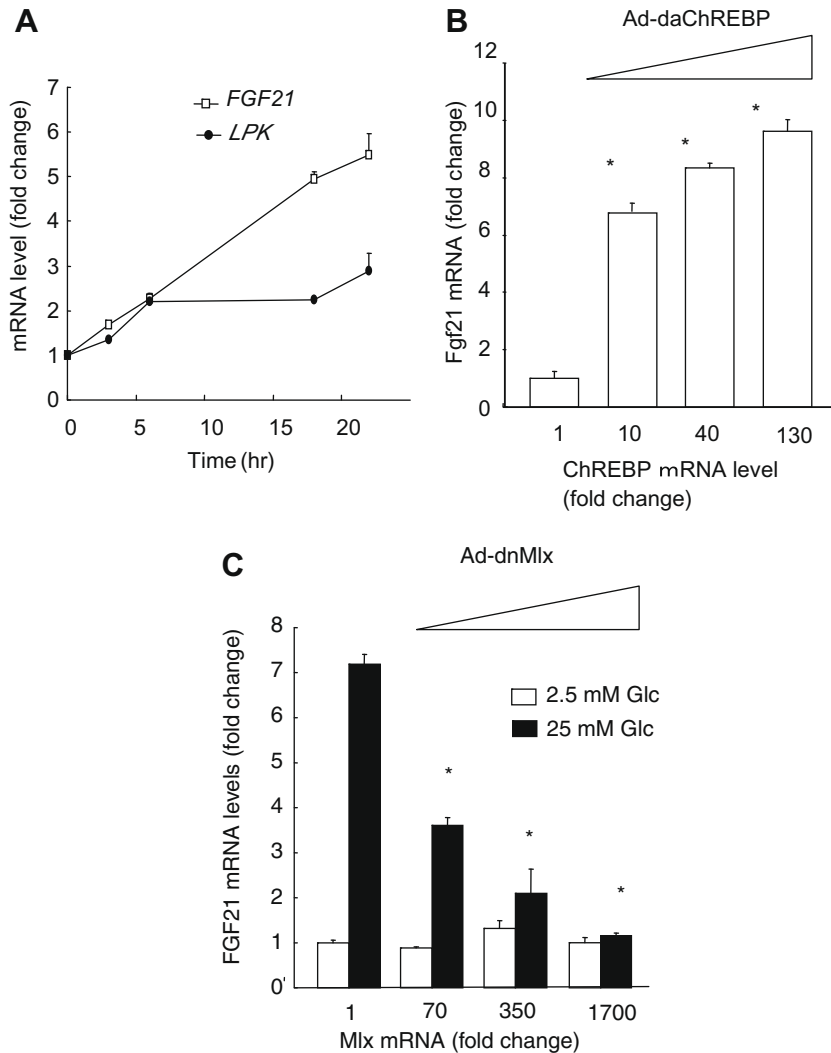 A
7
6
5
4
3
2
1
0
mRNA level (fold change)
FGF21
LPK
0 5 10 15 20
Time (hr)
B
Ad-daChREBP
12
10
8
6
4
2
0
Fgf21 mRNA (fold change)
* * *
1 10 40 130
ChREBP mRNA level
(fold change)
C
Ad-dnMlx
8
7
6
5
4
3
2
1
0
FGF21 mRNA levels (fold change)
2.5 mM Glc
25 mM Glc
* * *
1 70 350 1700
Mlx mRNA (fold change)